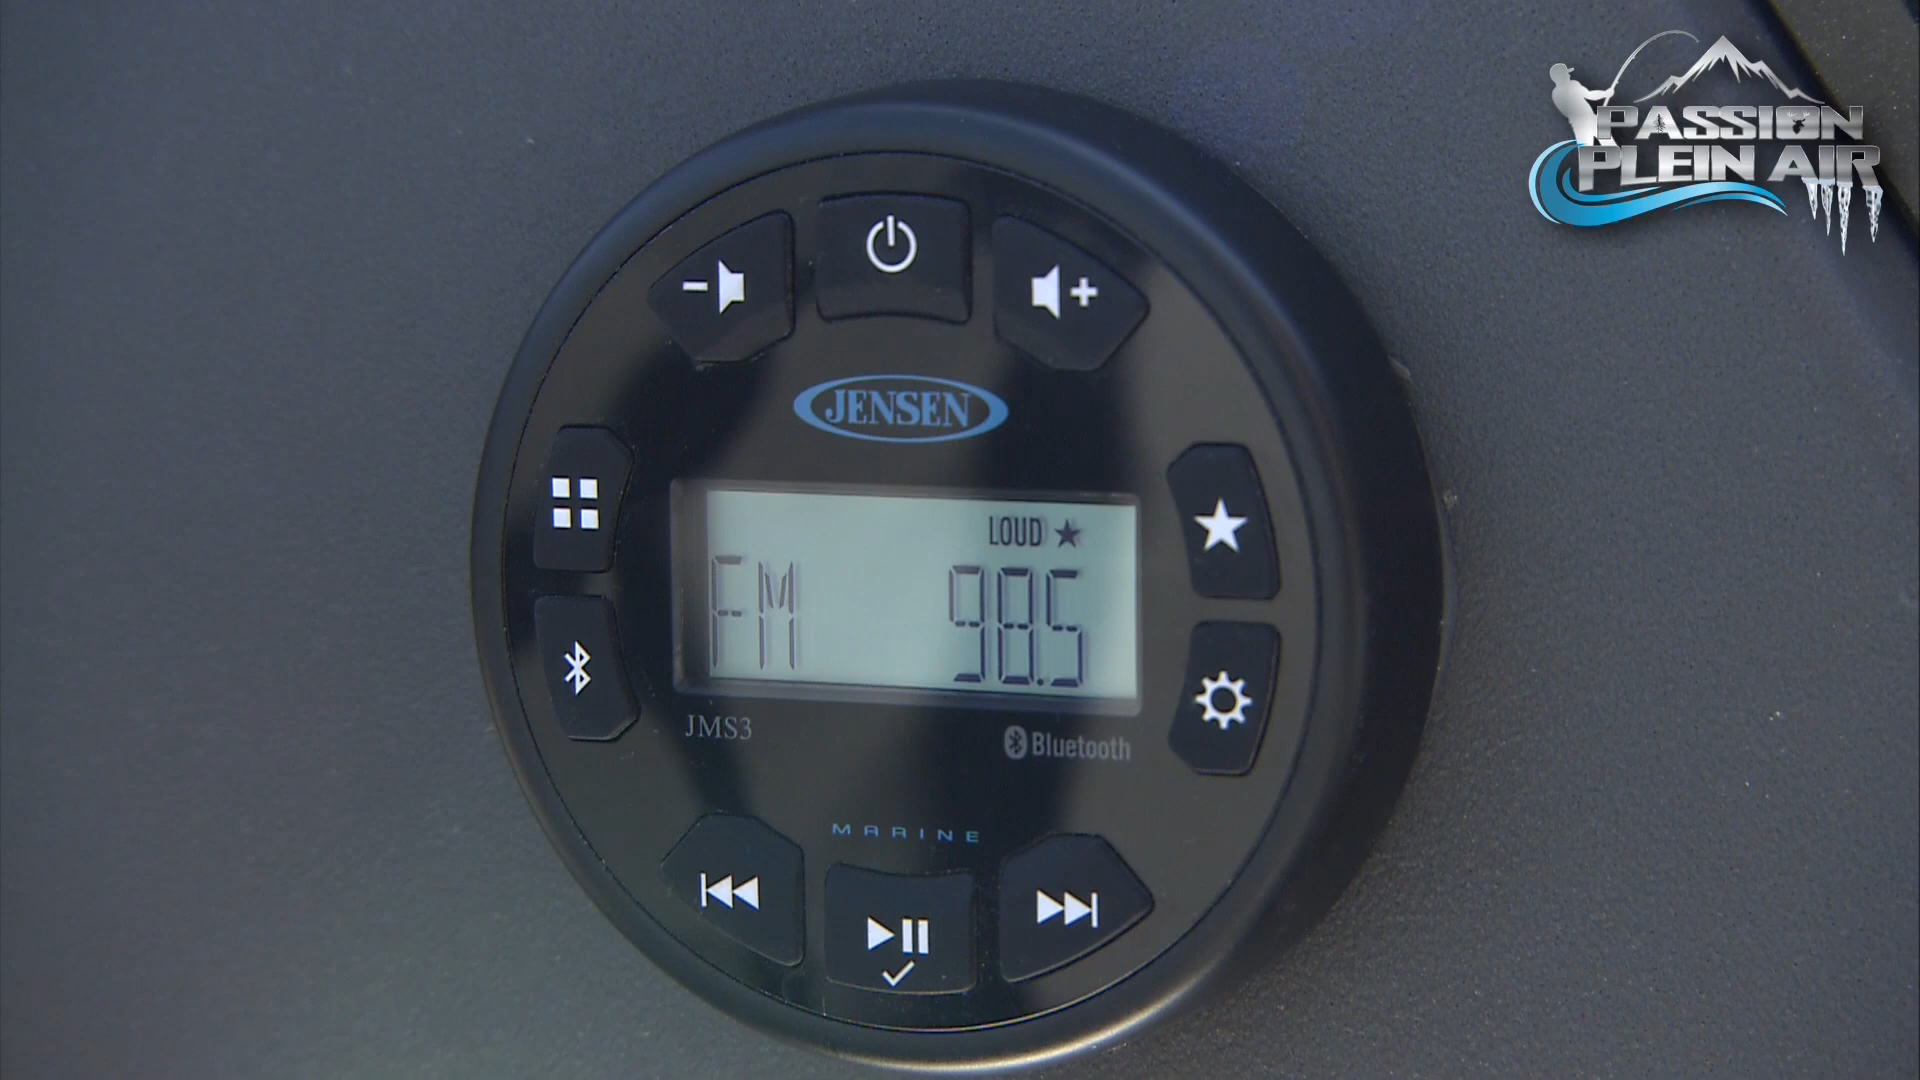 PASSION
PLEIN AIR
JENSEN
LOUD ★
FM 98.5
JMS3
Bluetooth
MARINE